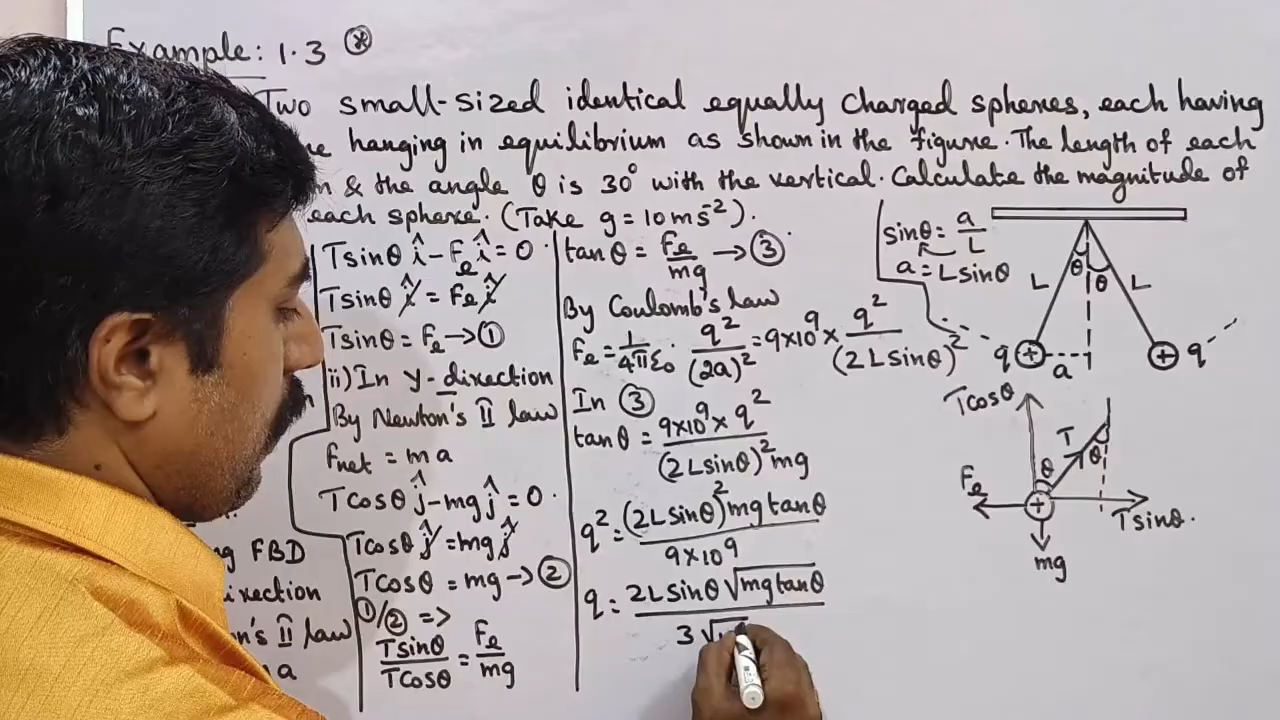 Example: 1.3 ⊛
Two small-sized identical equally charged spheres, each having
hanging in equilibrium as shown in the figure. The length of each
& the angle θ is 30° with the vertical. Calculate the magnitude of
each sphere. (Take g = 10 ms⁻²).
Tsinθ î - Fe î = 0
Tsinθ î = Fe î
Tsinθ = Fe → ①
ii) In Y-direction
By Newton's II law
Fnet = ma
Tcosθ ĵ - mg ĵ = 0
Tcosθ ĵ = mg ĵ
Tcosθ = mg → ②
①/② =>
Tsinθ/Tcosθ = Fe/mg
FBD
law
a
tanθ = Fe/mg → ③
By Coulomb's law
Fe = 1/4πε₀ · q²/(2a)² = 9×10⁹ × q²/(2Lsinθ)²
In ③
tanθ = 9×10⁹ × q²/(2Lsinθ)² mg
q² = (2Lsinθ)² mg tanθ/9×10⁹
q = 2Lsinθ √mg tanθ/3√
sinθ = a/L
a = Lsinθ
θ θ
L L
q + + q
a
Tcosθ
T
θ θ
Fe +
Tsinθ.
mg